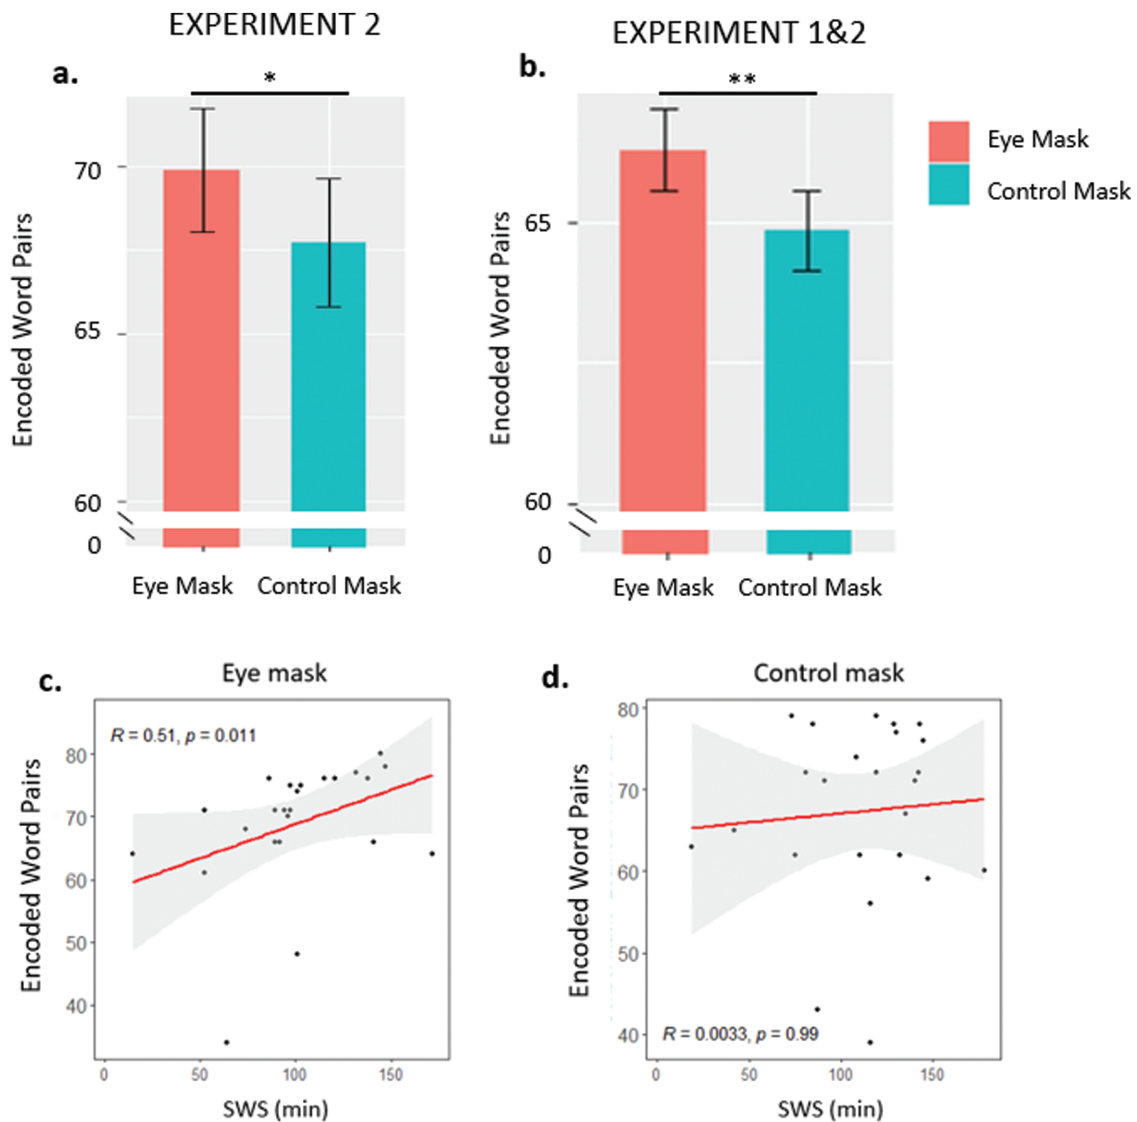 EXPERIMENT 2
EXPERIMENT 1&2
a.
*
b.
**
Eye Mask
Control Mask
Encoded Word Pairs
70
65
60
0
Eye Mask
Control Mask
Encoded Word Pairs
65
60
0
Eye Mask
Control Mask
c.
Eye mask
R = 0.51, p = 0.011
Encoded Word Pairs
80
70
60
50
40
0
50
100
150
SWS (min)
d.
Control mask
Encoded Word Pairs
80
70
60
50
40
R = 0.0033, p = 0.99
0
50
100
150
SWS (min)